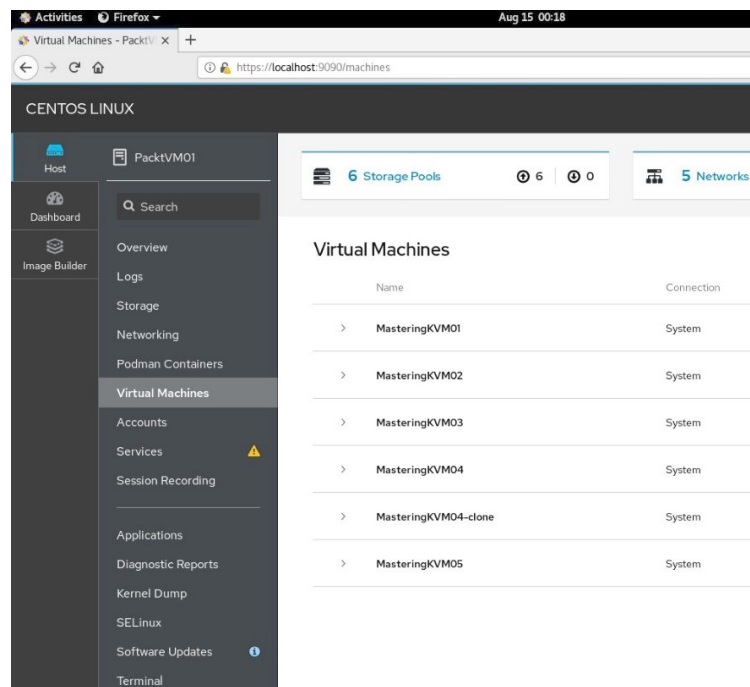 Activities Firefox Aug 15 00:18
Virtual Machines - PacktV × +
https://localhost:9090/machines
CENTOS LINUX
Host
Dashboard
Image Builder
PacktVM01
Search
Overview
Logs
Storage
Networking
Podman Containers
Virtual Machines
Accounts
Services
Session Recording
Applications
Diagnostic Reports
Kernel Dump
SELinux
Software Updates
Terminal
6 Storage Pools 6 0 5 Networks
Virtual Machines
Name Connection
MasteringKVM01 System
MasteringKVM02 System
MasteringKVM03 System
MasteringKVM04 System
MasteringKVM04-clone System
MasteringKVM05 System